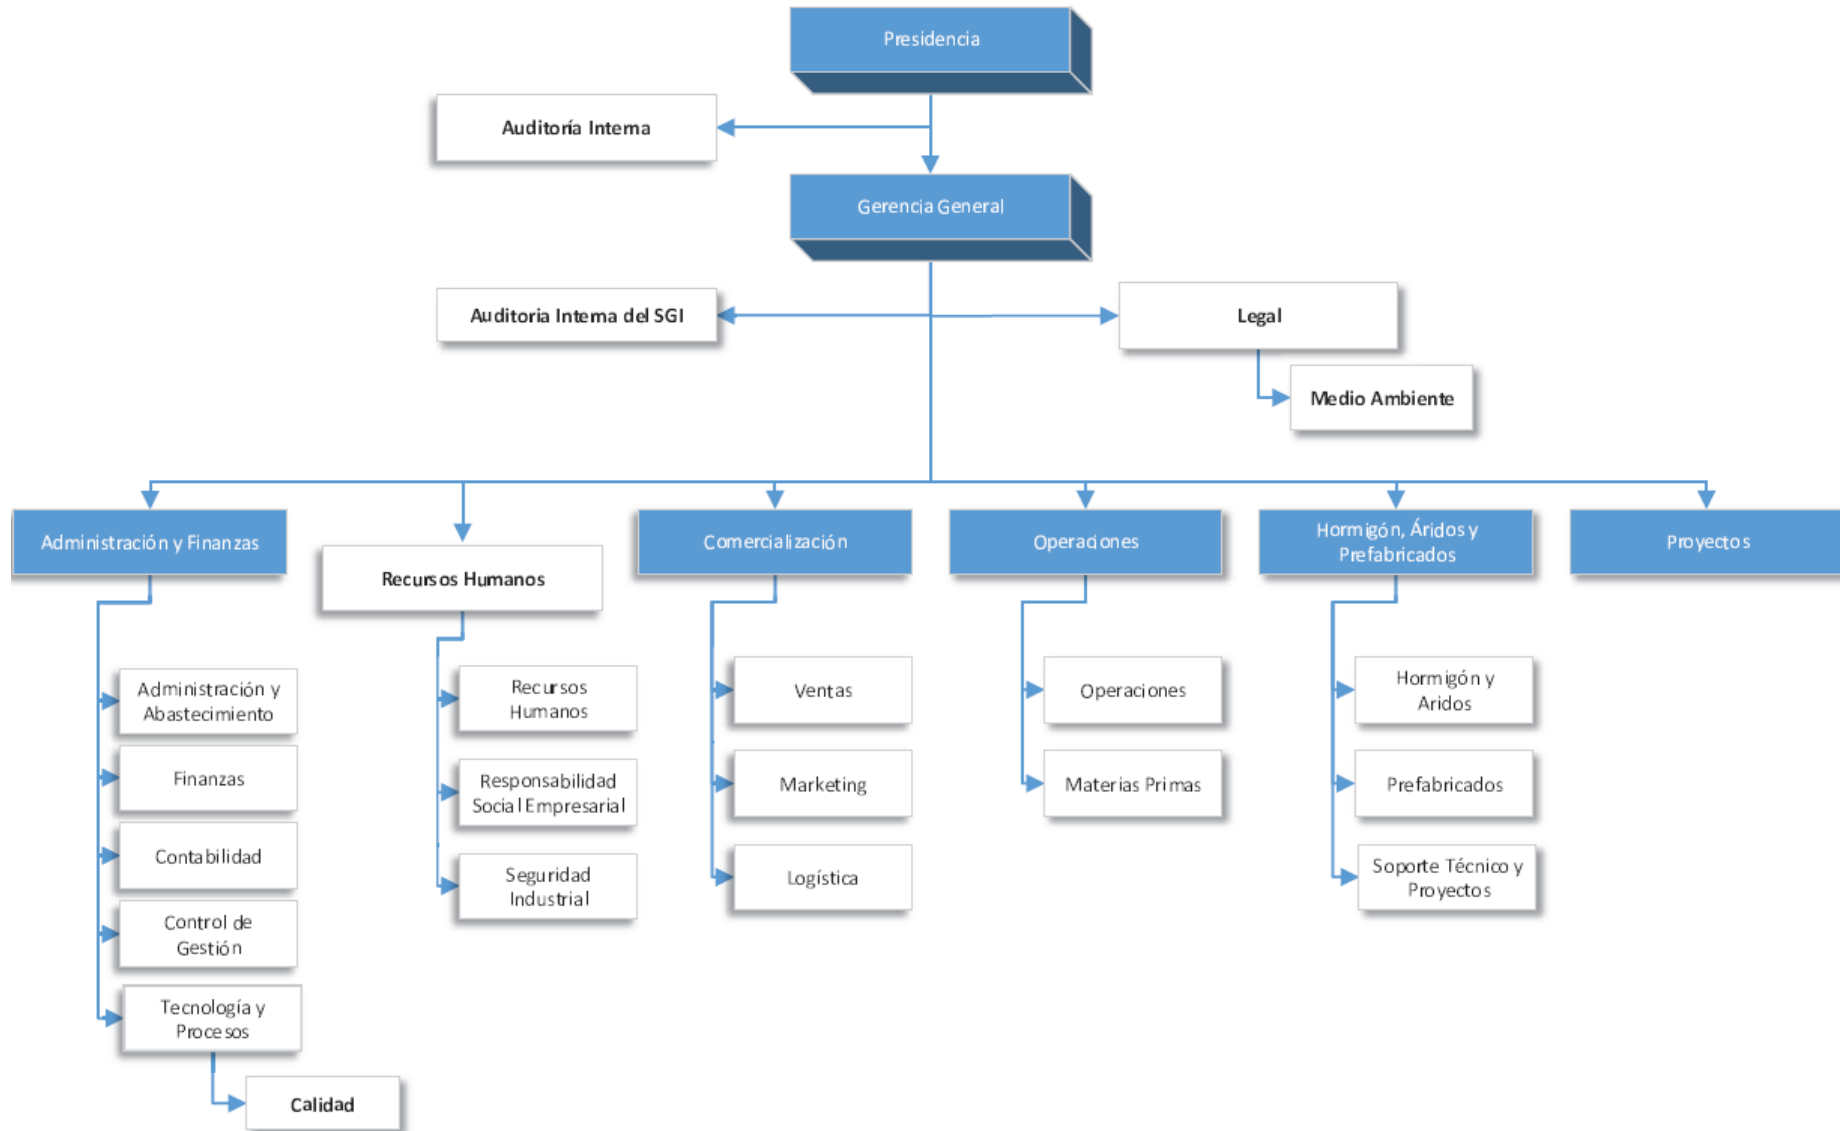 Presidencia
Auditoría Interna
Gerencia General
Auditoria Interna del SGI
Legal
Medio Ambiente
Administración y Finanzas
Recursos Humanos
Comercialización
Operaciones
Hormigón, Áridos y
Prefabricados
Proyectos
Administración y
Abastecimiento
Finanzas
Contabilidad
Control de
Gestión
Tecnología y
Procesos
Calidad
Recursos
Humanos
Responsabilidad
Social Empresarial
Seguridad
Industrial
Ventas
Marketing
Logística
Operaciones
Materias Primas
Hormigón y
Aridos
Prefabricados
Soporte Técnico y
Proyectos